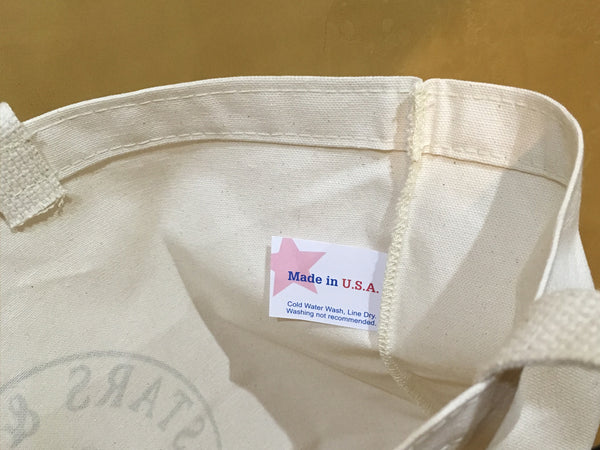 Made in U.S.A.
Cold Water Wash, Line Dry.
Washing not recommended.
STARS &